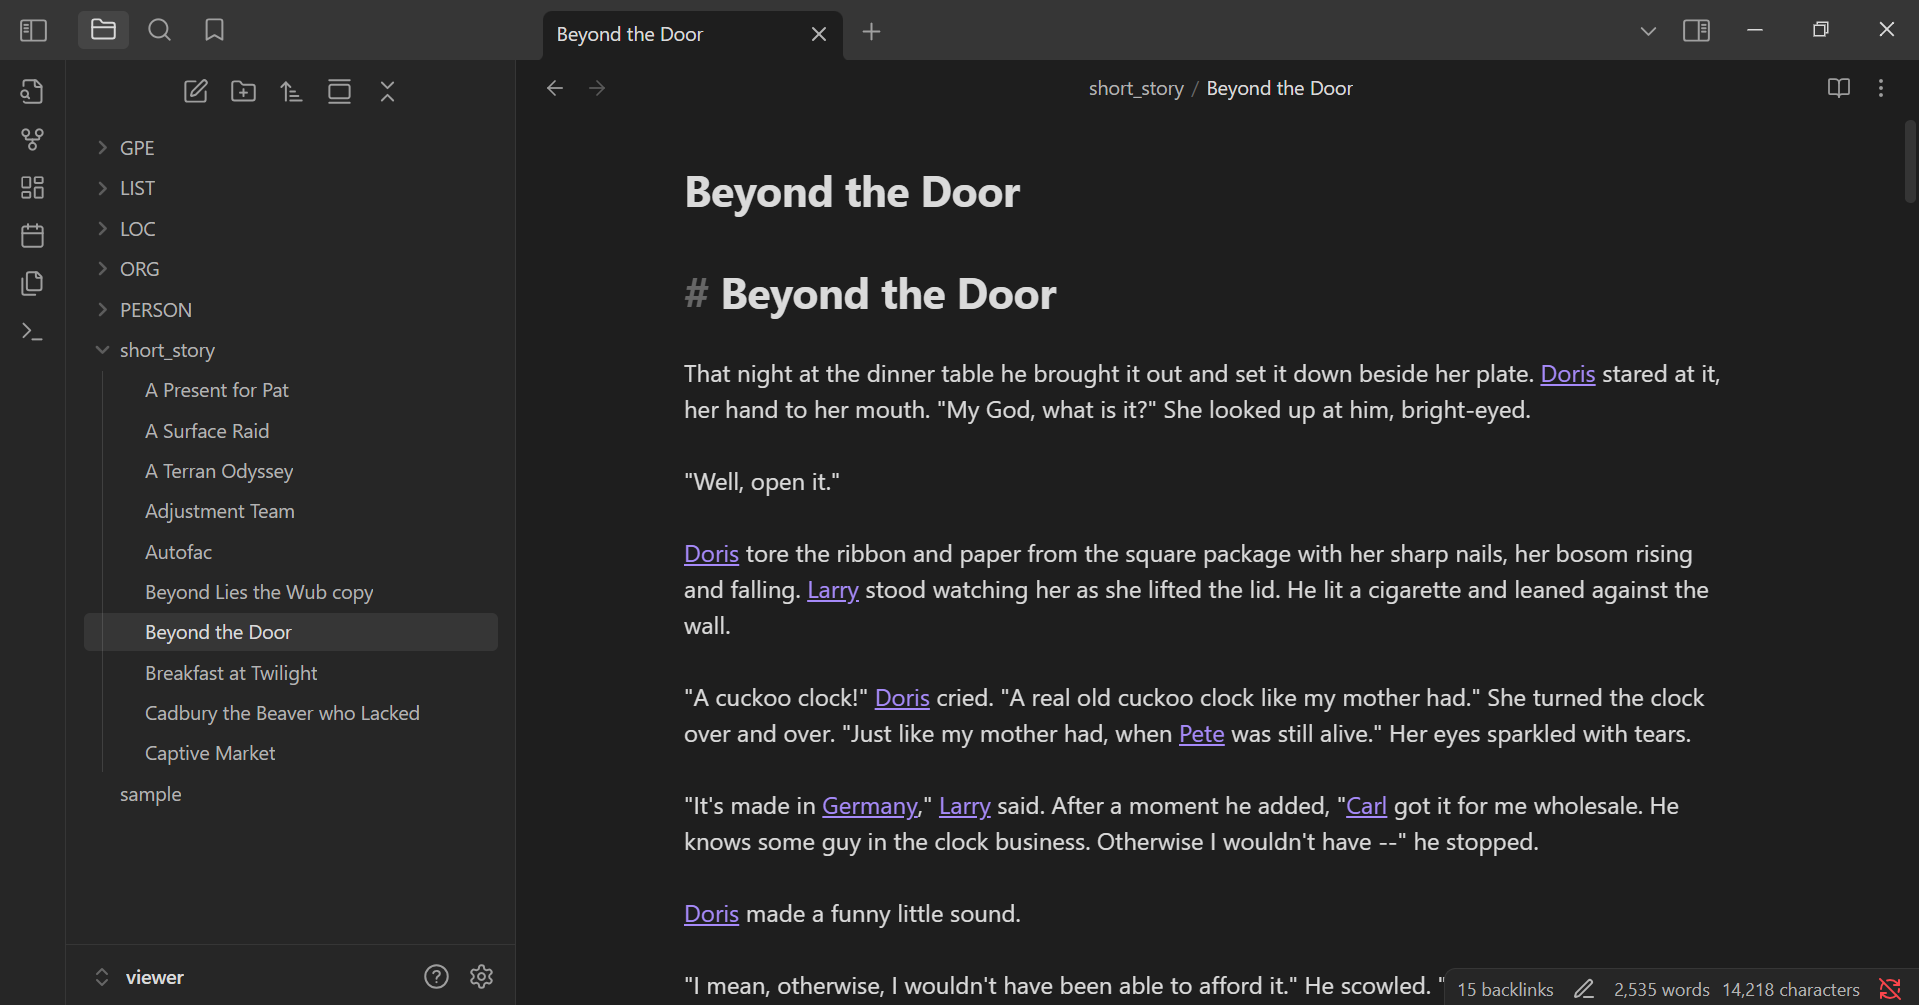 Beyond the Door
short_story / Beyond the Door
GPE
LIST
LOC
ORG
PERSON
short_story
A Present for Pat
A Surface Raid
A Terran Odyssey
Adjustment Team
Autofac
Beyond Lies the Wub copy
Beyond the Door
Breakfast at Twilight
Cadbury the Beaver who Lacked
Captive Market
sample
viewer
Beyond the Door
# Beyond the Door
That night at the dinner table he brought it out and set it down beside her plate. Doris stared at it,
her hand to her mouth. "My God, what is it?" She looked up at him, bright-eyed.
"Well, open it."
Doris tore the ribbon and paper from the square package with her sharp nails, her bosom rising
and falling. Larry stood watching her as she lifted the lid. He lit a cigarette and leaned against the
wall.
"A cuckoo clock!" Doris cried. "A real old cuckoo clock like my mother had." She turned the clock
over and over. "Just like my mother had, when Pete was still alive." Her eyes sparkled with tears.
"It's made in Germany," Larry said. After a moment he added, "Carl got it for me wholesale. He
knows some guy in the clock business. Otherwise I wouldn't have --" he stopped.
Doris made a funny little sound.
"I mean, otherwise, I wouldn't have been able to afford it." He scowled. "
15 backlinks 2,535 words 14,218 characters